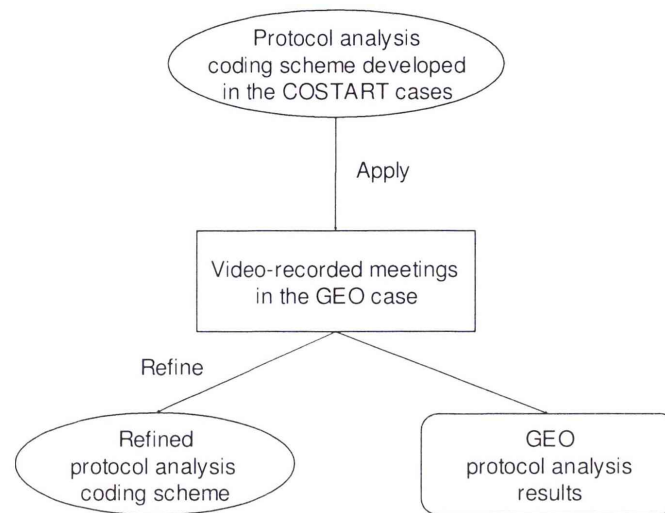 Protocol analysis
coding scheme developed
in the COSTART cases
Apply
Video-recorded meetings
in the GEO case
Refine
Refined
protocol analysis
coding scheme
GEO
protocol analysis
results